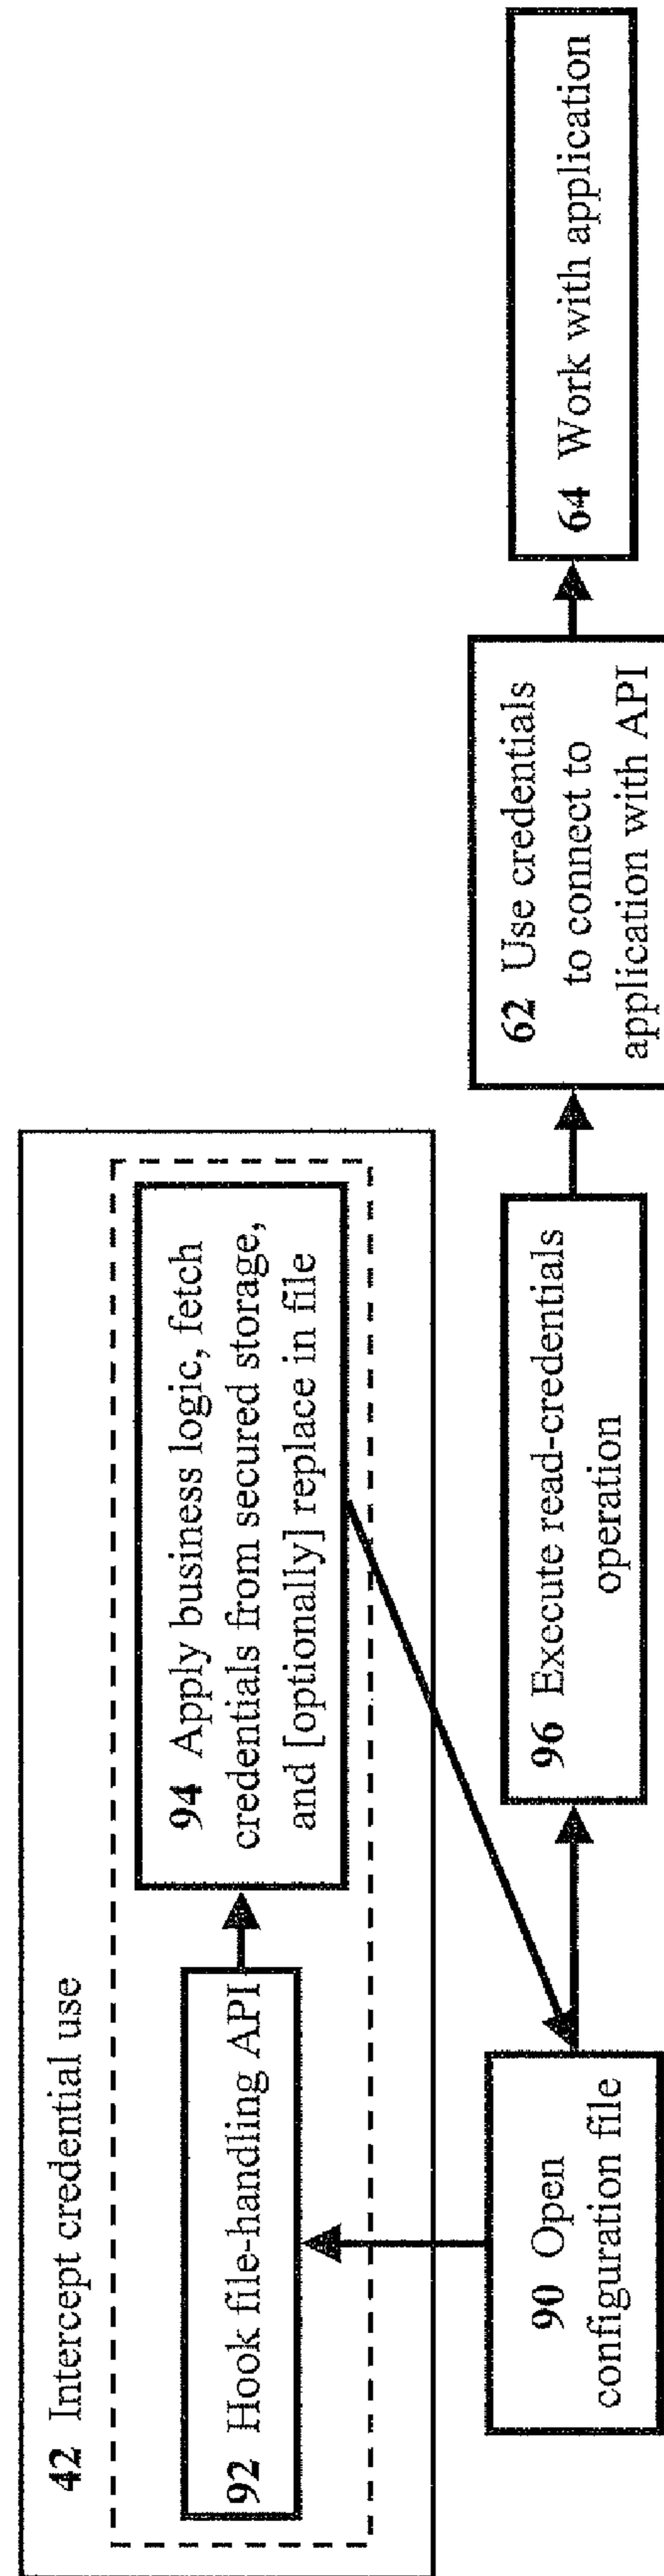 42 Intercept credential use
92 Hook file-handling API
94 Apply business logic, fetch
credentials from secured storage,
and [optionally] replace in file
90 Open
configuration file
96 Execute read-credentials
operation
62 Use credentials
to connect to
application with API
64 Work with application